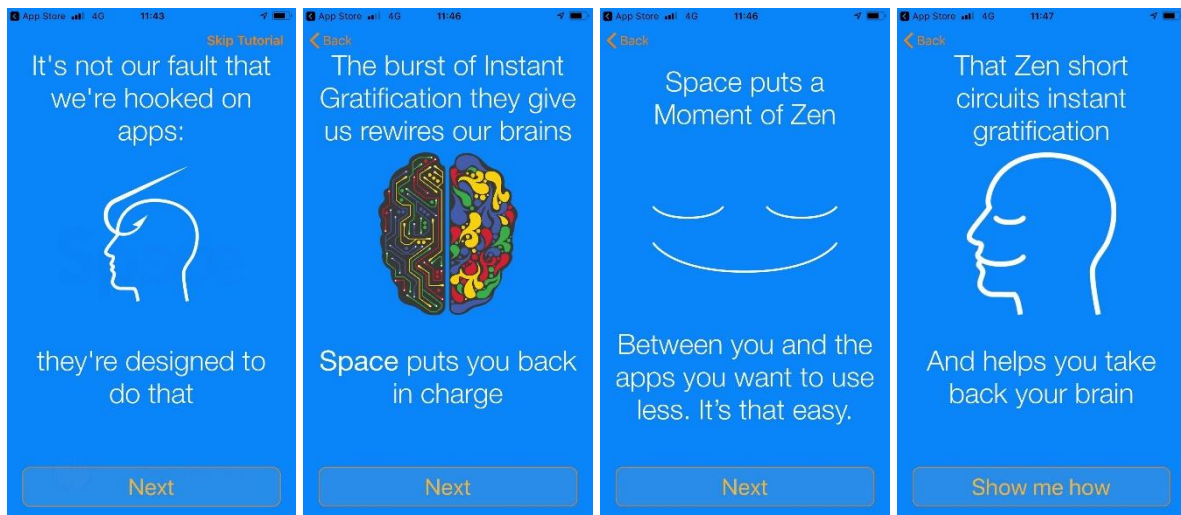 App Store 4G 11:43
Skip Tutorial
It's not our fault that
we're hooked on
apps:
they're designed to
do that
Next
App Store 4G 11:46
Back
The burst of Instant
Gratification they give
us rewires our brains
Space puts you back
in charge
Next
App Store 4G 11:46
Back
Space puts a
Moment of Zen
Between you and the
apps you want to use
less. It’s that easy.
Next
App Store 4G 11:47
Back
That Zen short
circuits instant
gratification
And helps you take
back your brain
Show me how